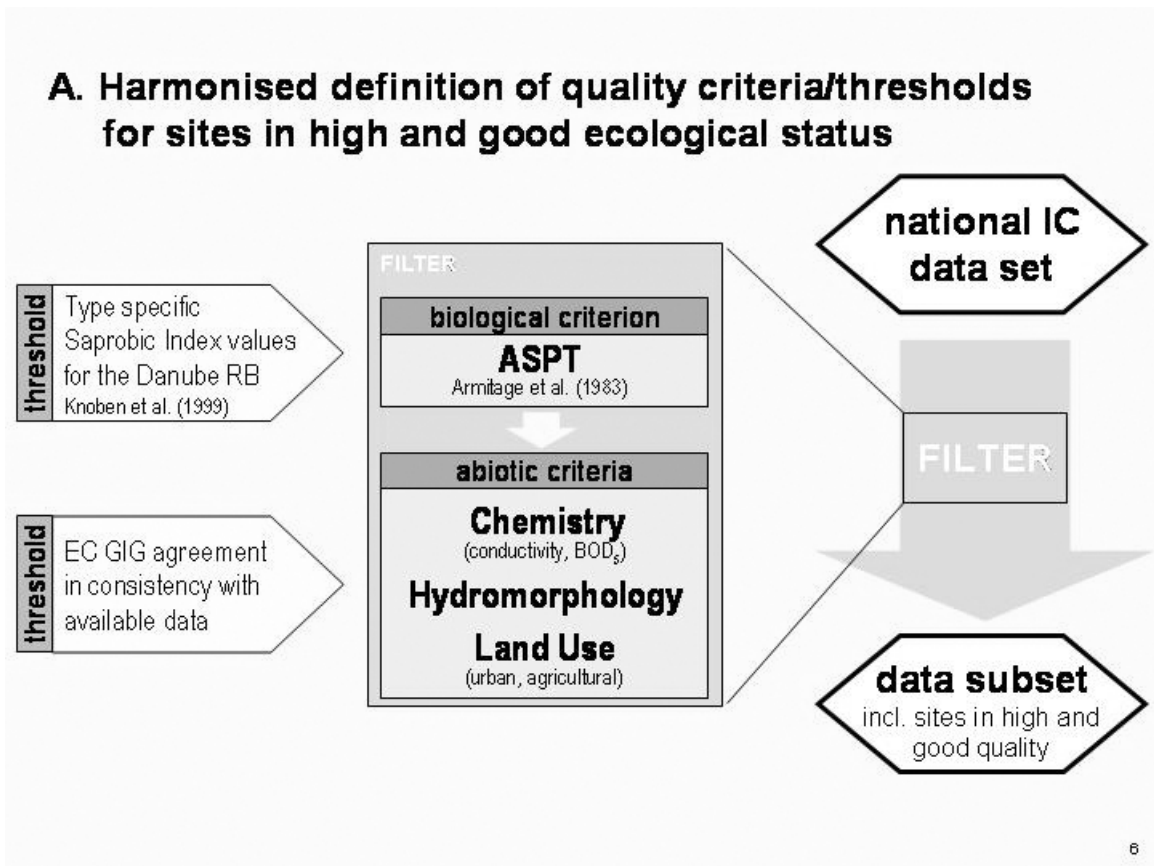 A. Harmonised definition of quality criteria/thresholds
for sites in high and good ecological status
threshold
Type specific
Saprobic Index values
for the Danube RB
Knoben et al. (1999)
threshold
EC GIG agreement
in consistency with
available data
FILTER
biological criterion
ASPT
Armitage et al. (1983)
abiotic criteria
Chemistry
(conductivity, BOD₅)
Hydromorphology
Land Use
(urban, agricultural)
national IC
data set
FILTER
data subset
incl. sites in high and
good quality
6